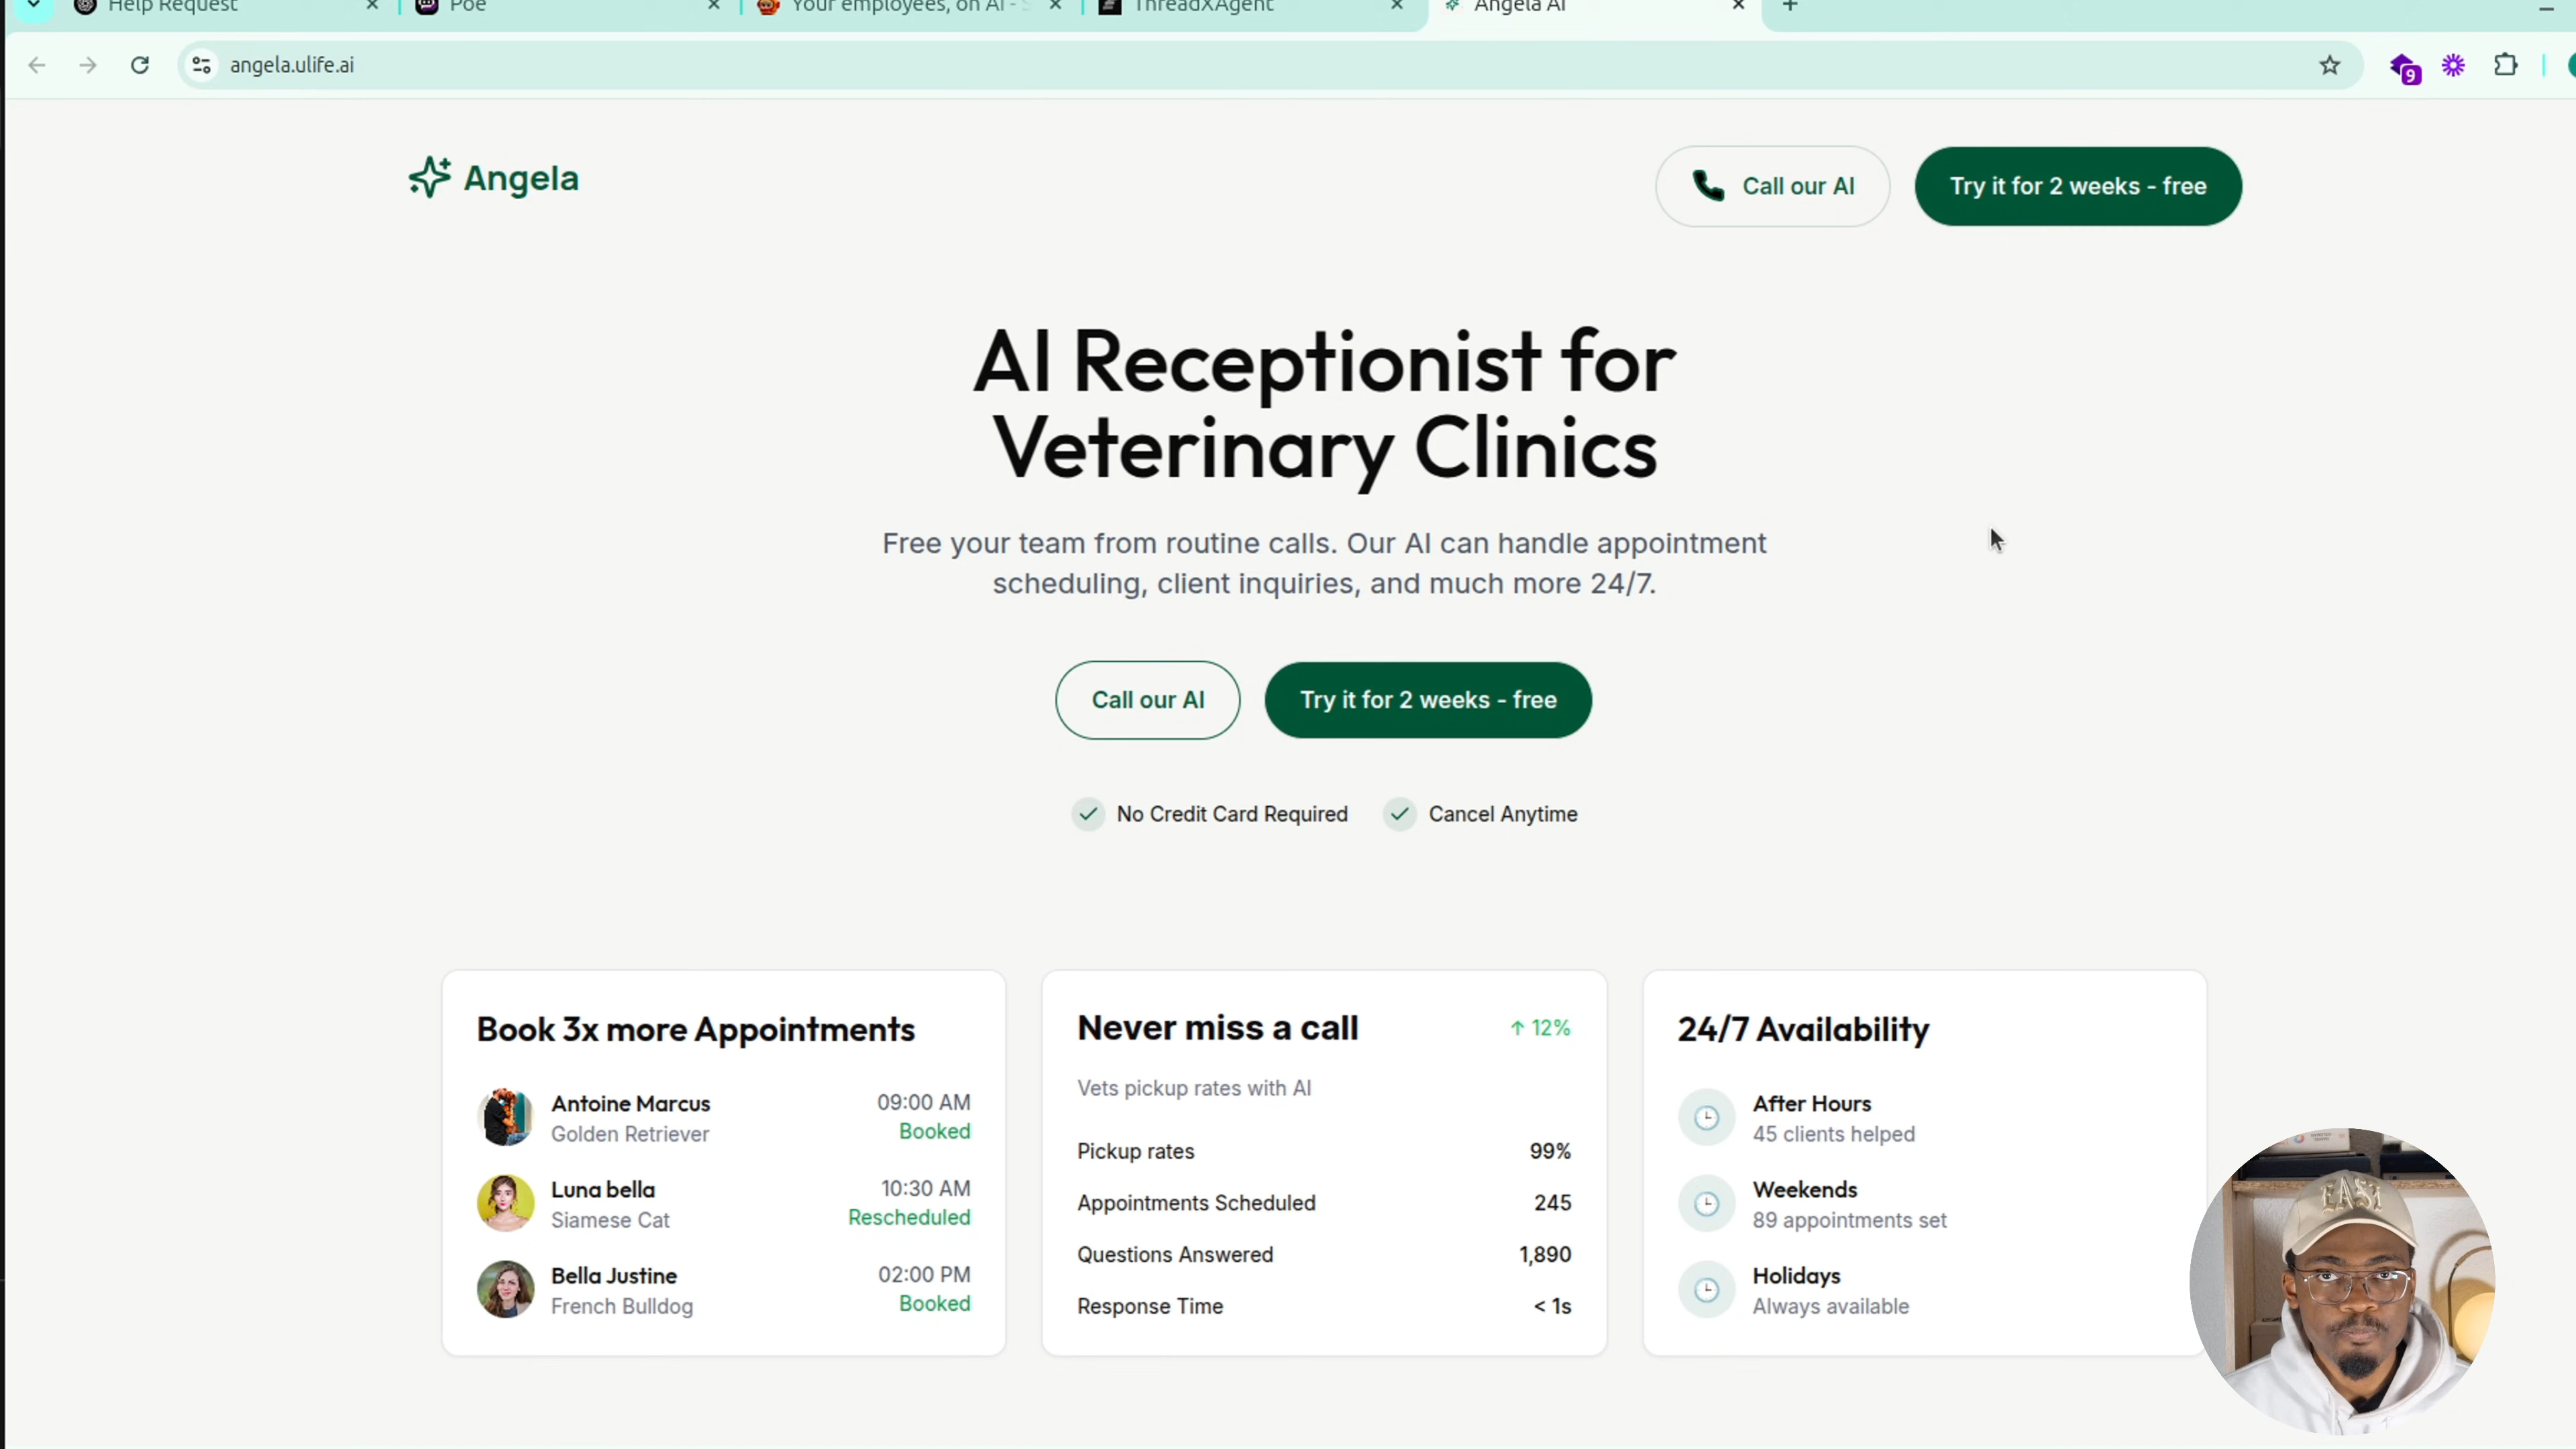 Help Request
Poe
Your employees, on AI -
ThreadXAgent
Angela AI
angela.ulife.ai
9
Angela
Call our AI
Try it for 2 weeks - free
AI Receptionist for
Veterinary Clinics
Free your team from routine calls. Our AI can handle appointment
scheduling, client inquiries, and much more 24/7.
Call our AI
Try it for 2 weeks - free
No Credit Card Required
Cancel Anytime
Book 3x more Appointments
Antoine Marcus
09:00 AM
Golden Retriever
Booked
Luna bella
10:30 AM
Siamese Cat
Rescheduled
Bella Justine
02:00 PM
French Bulldog
Booked
Never miss a call
↑ 12%
Vets pickup rates with AI
Pickup rates
99%
Appointments Scheduled
245
Questions Answered
1,890
Response Time
< 1s
24/7 Availability
After Hours
45 clients helped
Weekends
89 appointments set
Holidays
Always available
EASY